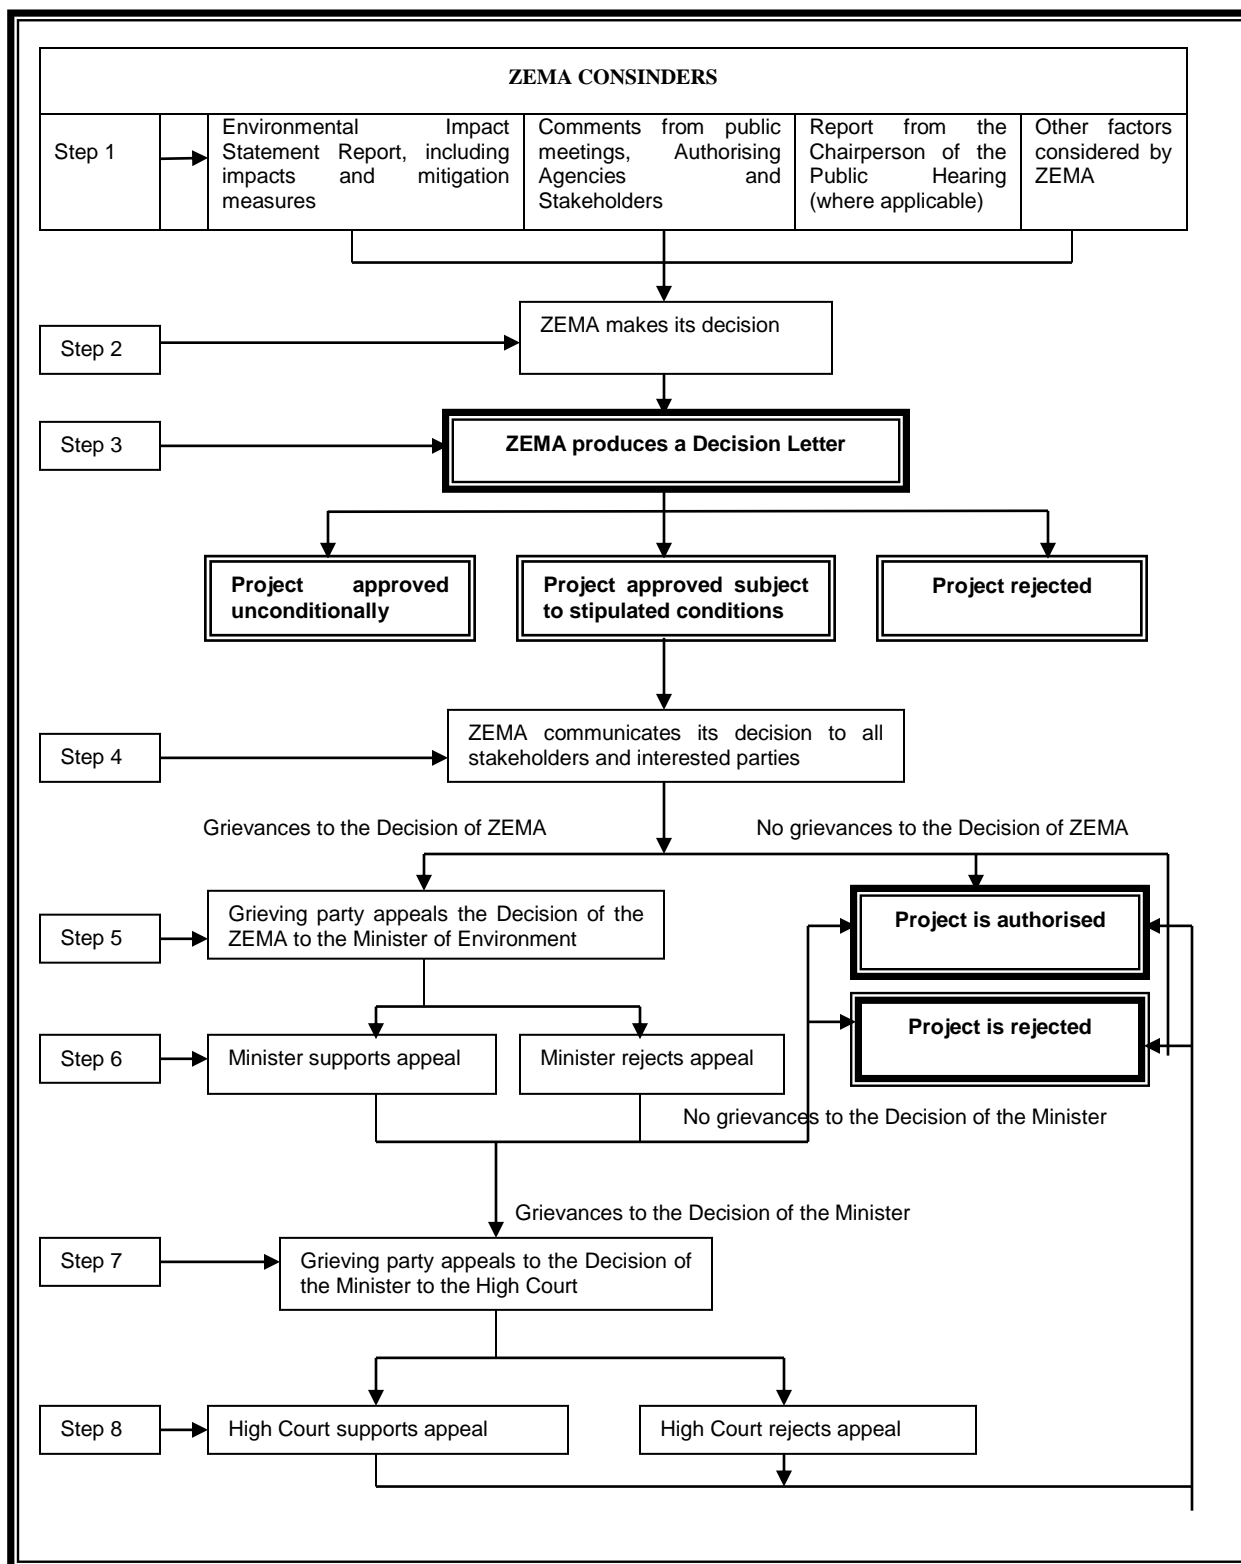 ZEMA CONSINDERS
Step 1
Environmental Impact
Statement Report, including
impacts and mitigation
measures
Comments from public
meetings, Authorising
Agencies and
Stakeholders
Report from the
Chairperson of the
Public Hearing
(where applicable)
Other factors
considered by
ZEMA
Step 2
ZEMA makes its decision
Step 3
ZEMA produces a Decision Letter
Project approved
unconditionally
Project approved subject
to stipulated conditions
Project rejected
Step 4
ZEMA communicates its decision to all
stakeholders and interested parties
Grievances to the Decision of ZEMA
No grievances to the Decision of ZEMA
Step 5
Grieving party appeals the Decision of the
ZEMA to the Minister of Environment
Project is authorised
Project is rejected
Step 6
Minister supports appeal
Minister rejects appeal
No grievances to the Decision of the Minister
Grievances to the Decision of the Minister
Step 7
Grieving party appeals to the Decision of
the Minister to the High Court
Step 8
High Court supports appeal
High Court rejects appeal